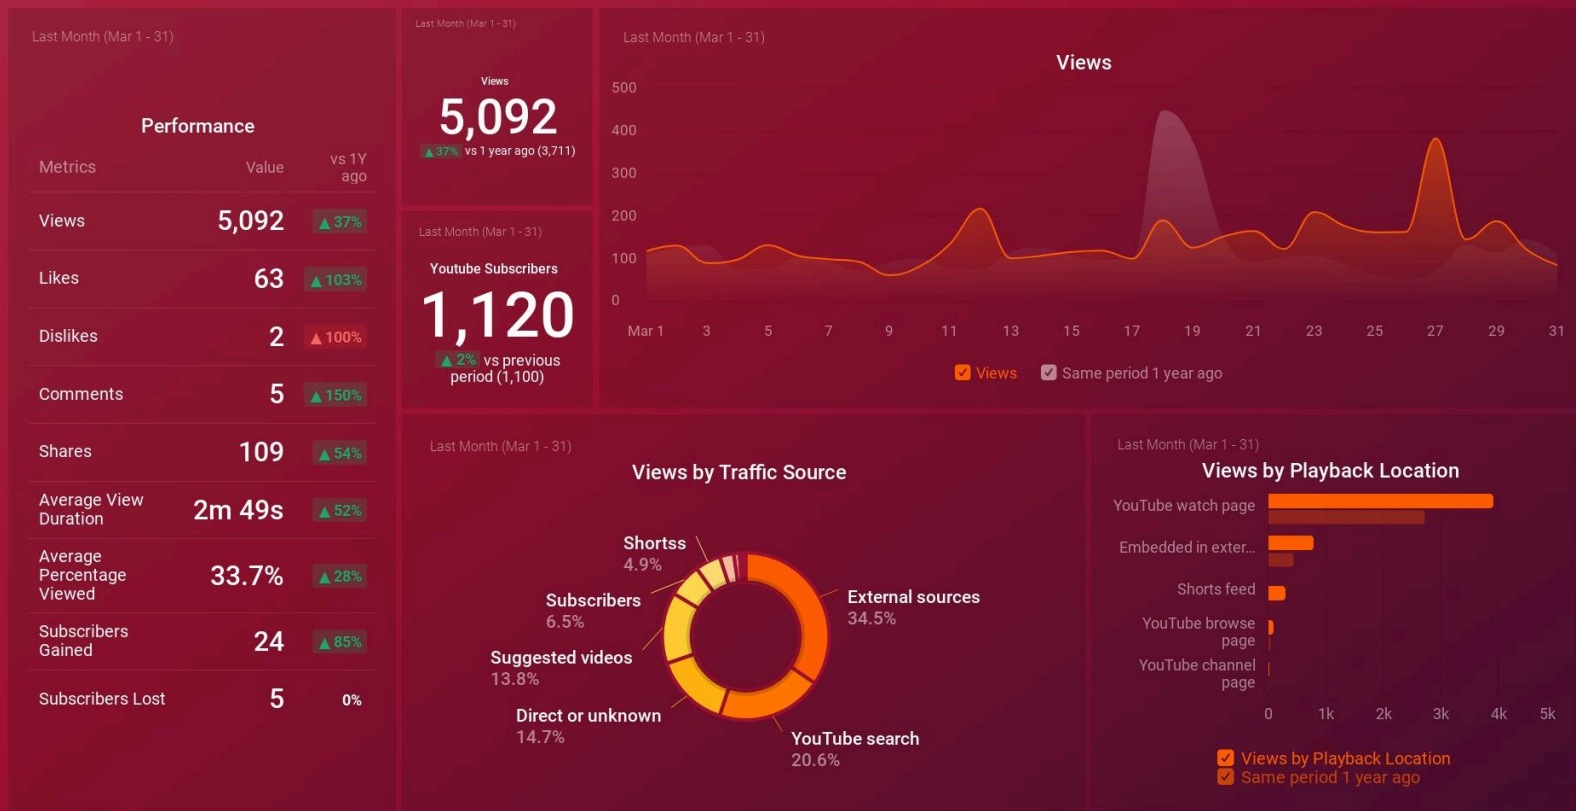 Last Month (Mar 1 - 31)
Performance
Metrics Value vs 1Y
ago
Views 5,092 ▲37%
Likes 63 ▲103%
Dislikes 2 ▲100%
Comments 5 ▲150%
Shares 109 ▲54%
Average View
Duration 2m 49s ▲52%
Average
Percentage
Viewed 33.7% ▲28%
Subscribers
Gained 24 ▲85%
Subscribers Lost 5 0%
Last Month (Mar 1 - 31)
Views
5,092
▲37% vs 1 year ago (3,711)
Last Month (Mar 1 - 31)
Youtube Subscribers
1,120
▲2% vs previous
period (1,100)
Last Month (Mar 1 - 31)
Views
500
400
300
200
100
0
Mar 1 3 5 7 9 11 13 15 17 19 21 23 25 27 29 31
Views Same period 1 year ago
Last Month (Mar 1 - 31)
Views by Traffic Source
Shortss
4.9%
Subscribers
6.5%
Suggested videos
13.8%
Direct or unknown
14.7%
External sources
34.5%
YouTube search
20.6%
Last Month (Mar 1 - 31)
Views by Playback Location
YouTube watch page
Embedded in exter...
Shorts feed
YouTube browse
page
YouTube channel
page
0 1k 2k 3k 4k 5k
Views by Playback Location
Same period 1 year ago